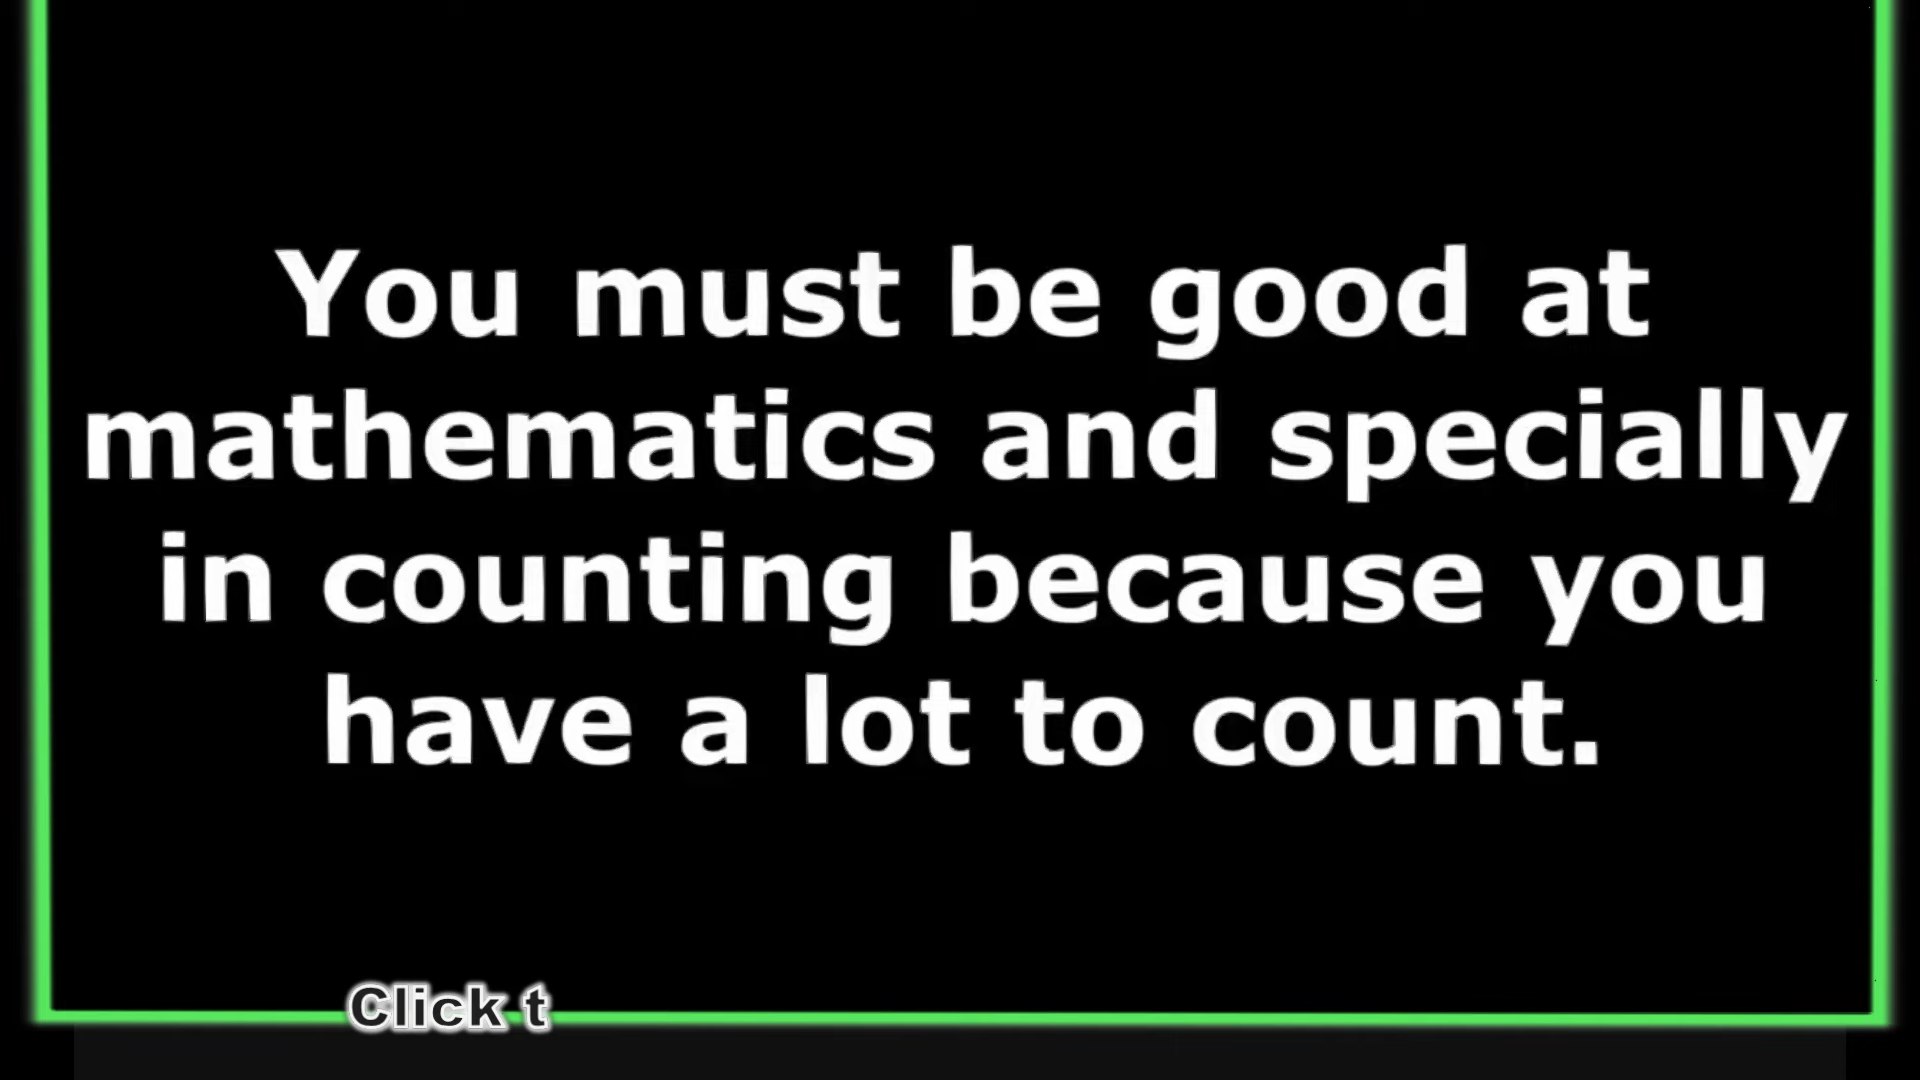 You must be good at
mathematics and specially
in counting because you
have a lot to count.
Click t